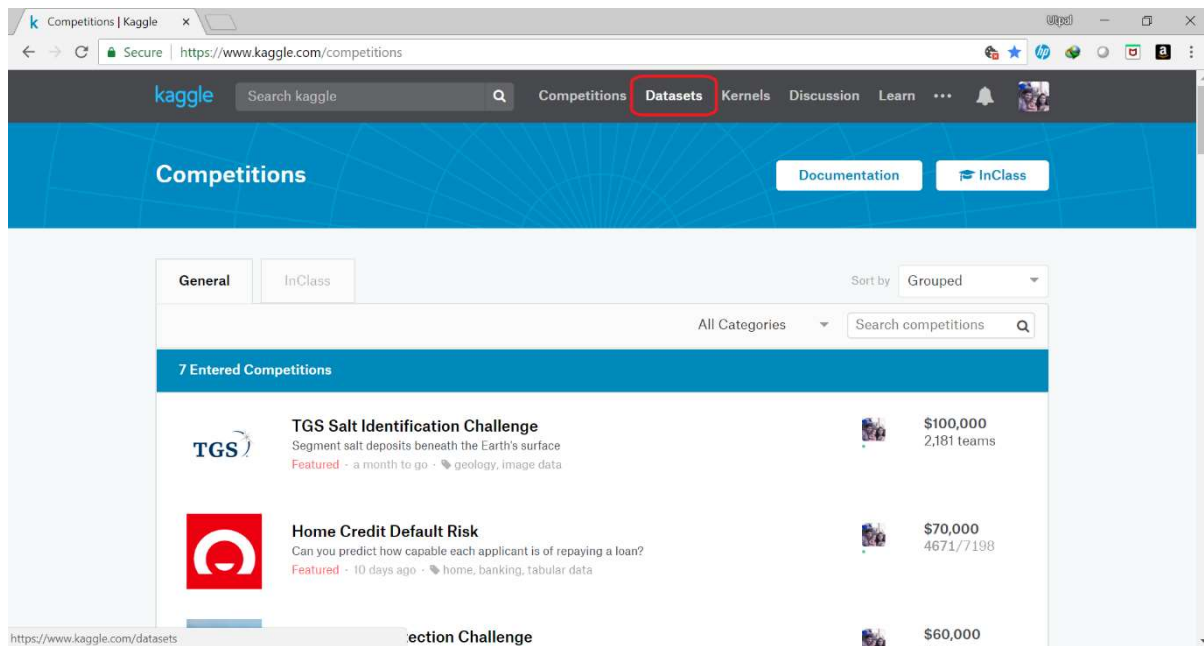 k Competitions | Kaggle
Utpal
Secure | https://www.kaggle.com/competitions
kaggle Search kaggle Competitions Datasets Kernels Discussion Learn
Competitions
Documentation InClass
General InClass Sort by Grouped
All Categories Search competitions
7 Entered Competitions
TGS Salt Identification Challenge
$100,000
TGS
Segment salt deposits beneath the Earth's surface
2,181 teams
Featured · a month to go · geology, image data
Home Credit Default Risk
$70,000
Can you predict how capable each applicant is of repaying a loan?
4671/7198
Featured · 10 days ago · home, banking, tabular data
https://www.kaggle.com/datasets
Challenge
$60,000